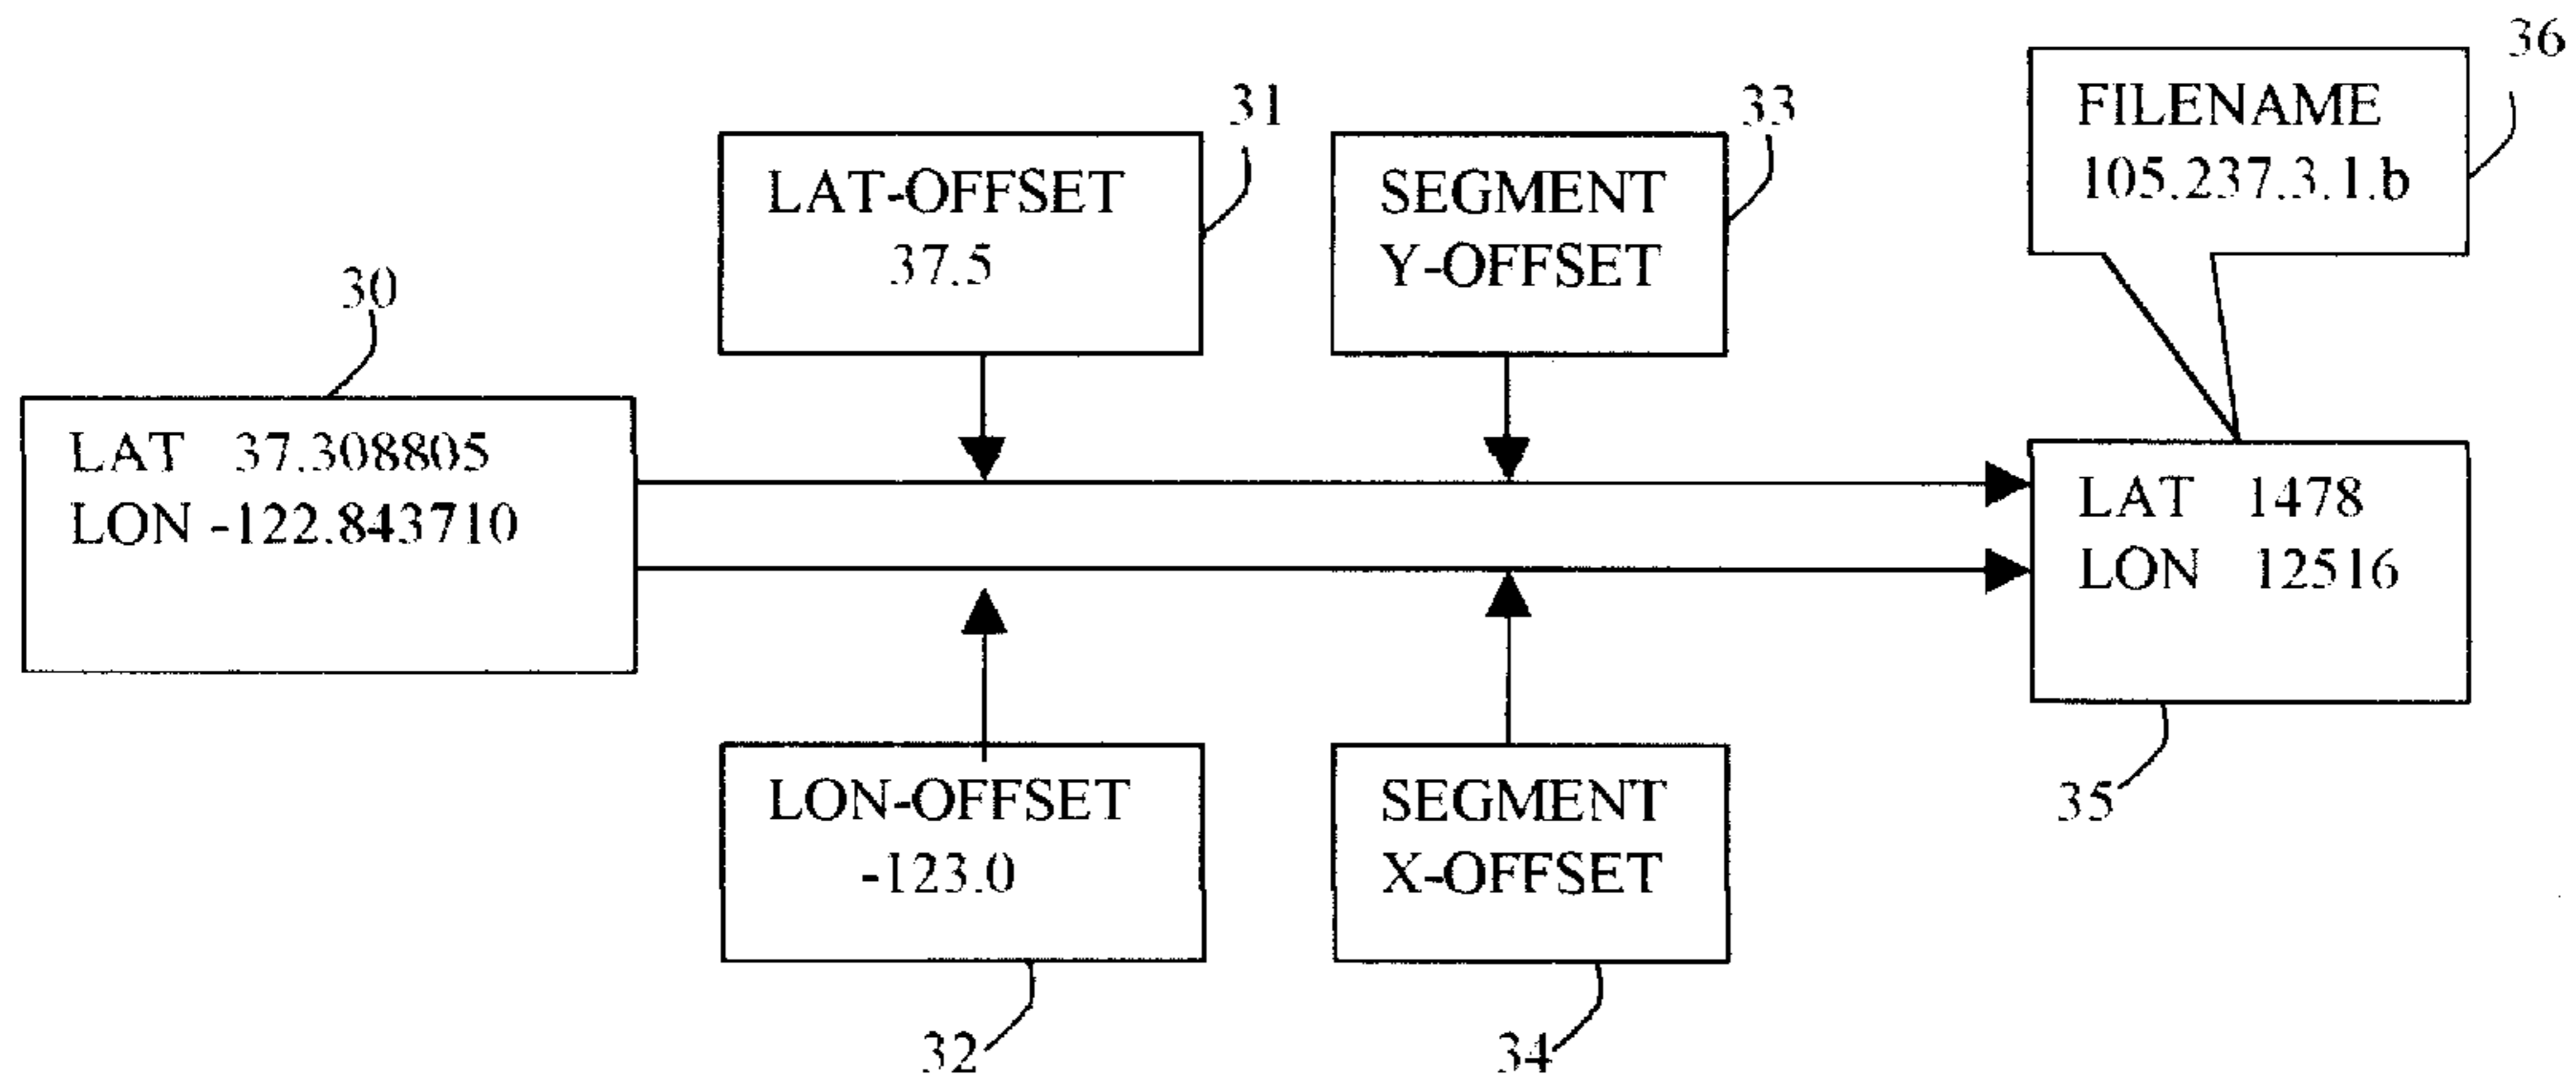 36
FILENAME
105.237.3.1.b
31
LAT-OFFSET
37.5
33
SEGMENT
Y-OFFSET
30
LAT 37.308805
LON -122.843710
LAT 1478
LON 12516
35
LON-OFFSET
-123.0
32
SEGMENT
X-OFFSET
34